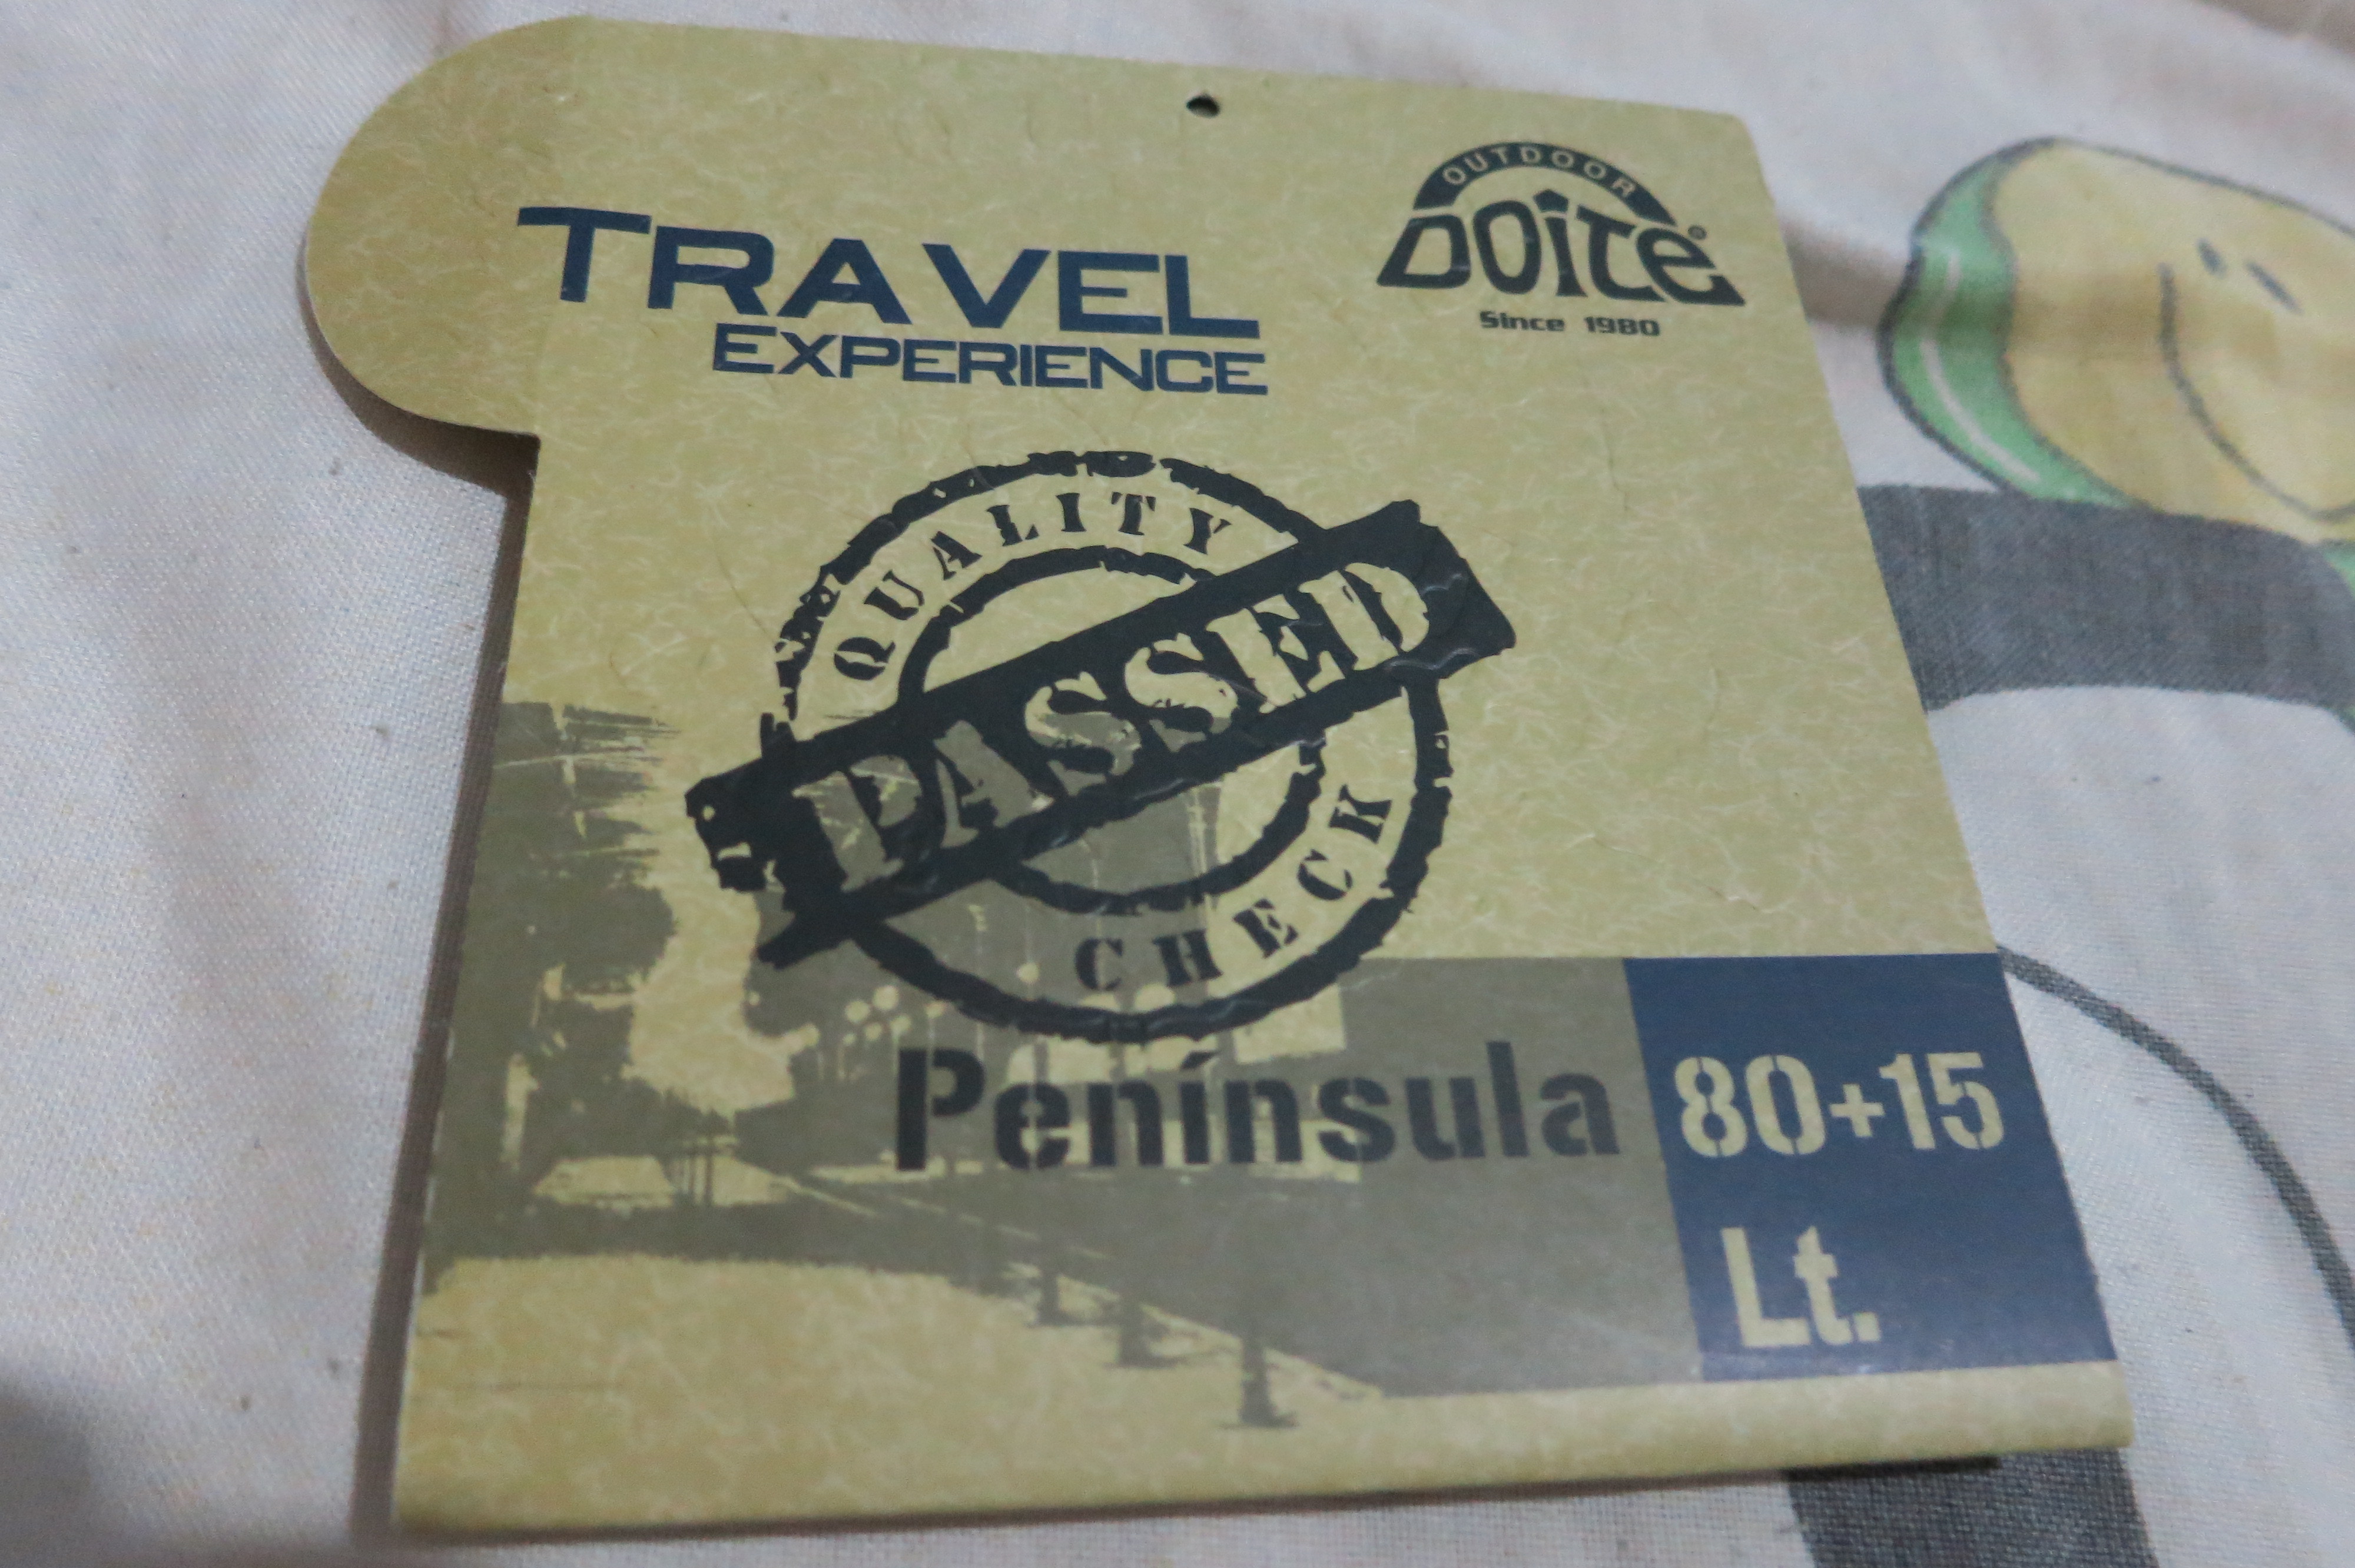 TRAVEL
EXPERIENCE
OUTDOOR
DOiTE®
Since 1980
QUALITY
PASSED
CHECK
Península
80+15
Lt.